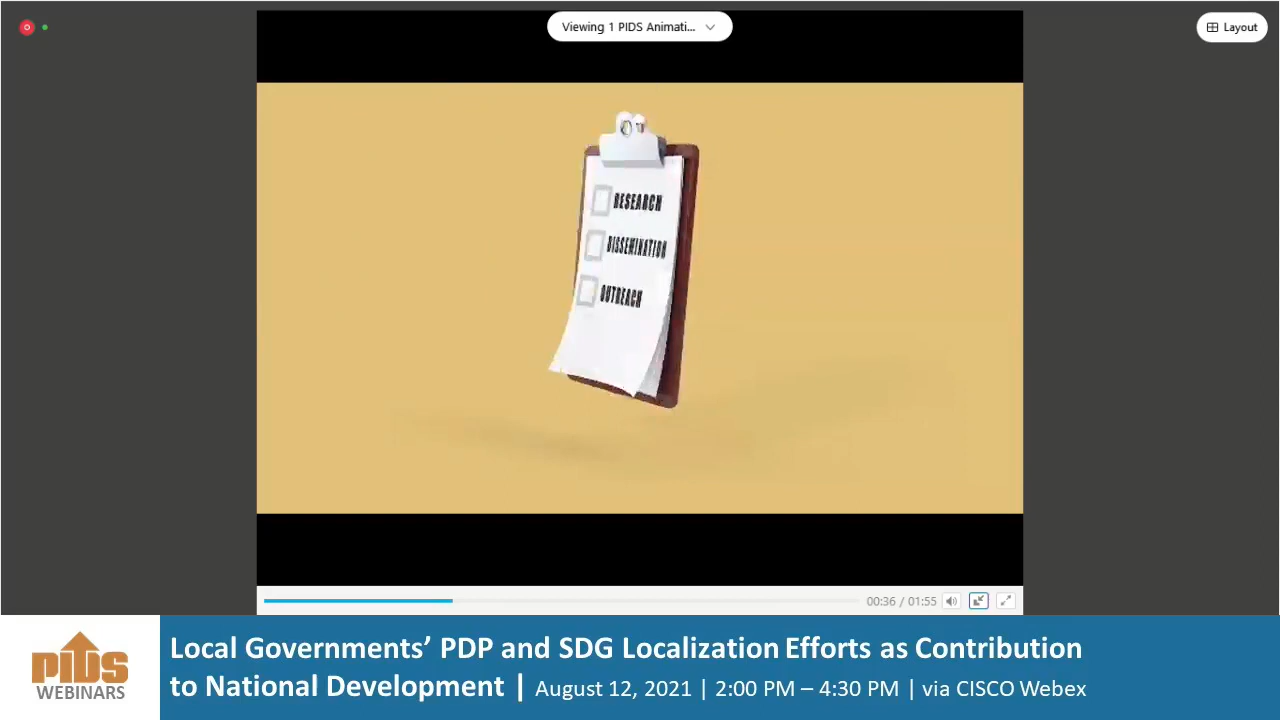 Viewing 1 PIDS Animati...
Layout
RESEARCH
DISSEMINATION
OUTREACH
00:36 / 01:55
PIDS
WEBINARS
Local Governments’ PDP and SDG Localization Efforts as Contribution
to National Development | August 12, 2021 | 2:00 PM – 4:30 PM | via CISCO Webex